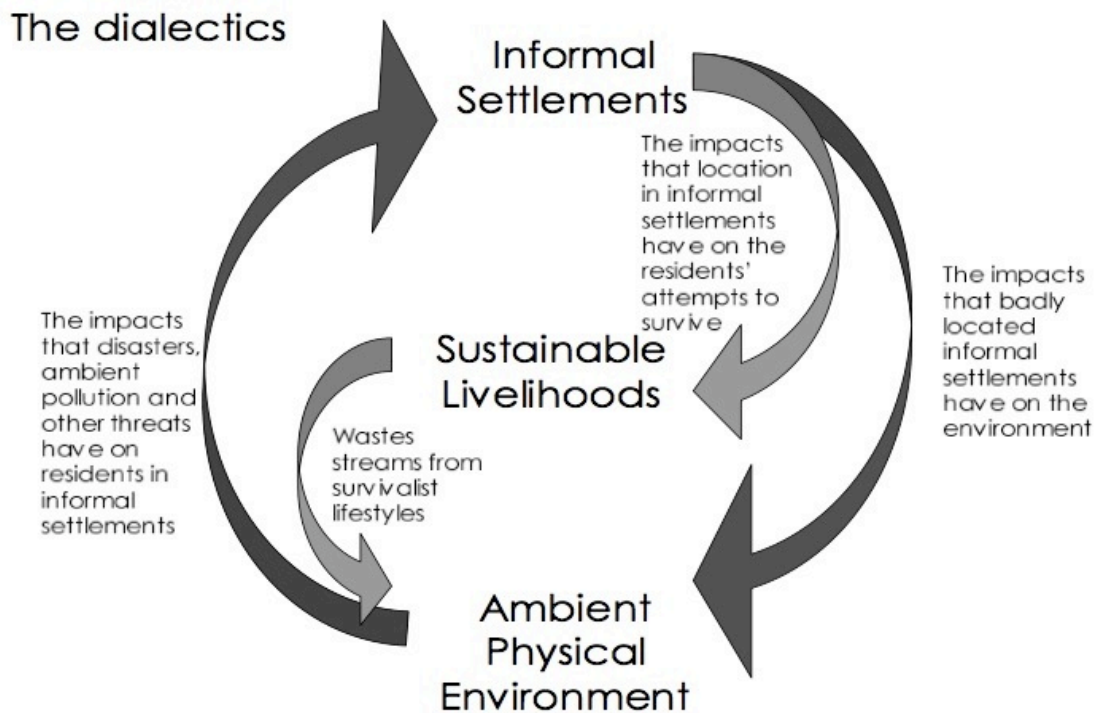 The dialectics
Informal
Settlements
The impacts
that location
in informal
settlements
have on the
residents'
attempts to
survive
The impacts
that badly
located
informal
settlements
have on the
environment
Sustainable
Livelihoods
The impacts
that disasters,
ambient
pollution and
other threats
have on
residents in
informal
settlements
Wastes
streams from
survivalist
lifestyles
Ambient
Physical
Environment